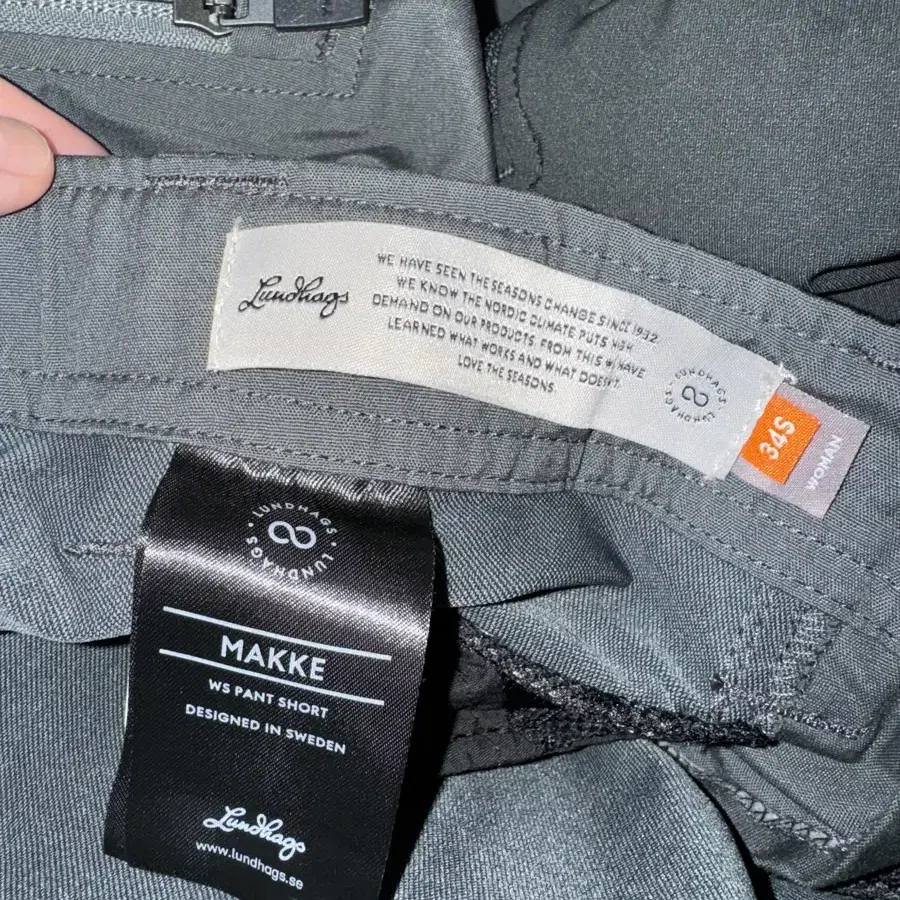 Lundhags
WE HAVE SEEN THE SEASONS CHANGE SINCE 1932.
WE KNOW THE NORDIC CLIMATE PUTS HIGH
DEMAND ON OUR PRODUCTS. FROM THIS WE HAVE
LEARNED WHAT WORKS AND WHAT DOESN'T.
LOVE THE SEASONS.
LUNDHAGS · LUNDHAGS ·
34S
WOMAN
LUNDHAGS · LUNDHAGS ·
MAKKE
WS PANT SHORT
DESIGNED IN SWEDEN
Lundhags
www.lundhags.se